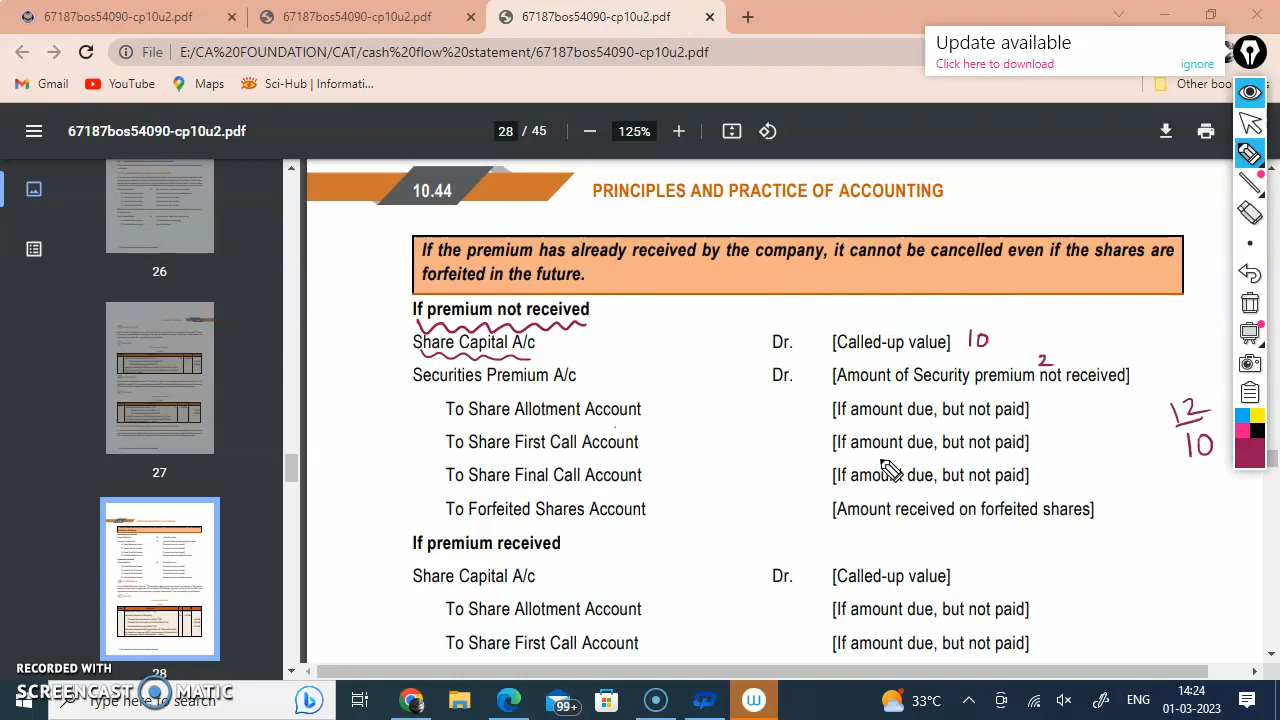 67187bos54090-cp10u2.pdf
67187bos54090-cp10u2.pdf
67187bos54090-cp10u2.pdf
File
E:/CA%20FOUNDATION/CAT/cash%20flow%20statement/67187bos54090-cp10u2.pdf
Update available
Click here to download
ignore
Gmail
YouTube
Maps
Sci-Hub | Informati...
Other boo
67187bos54090-cp10u2.pdf
28 / 45
125%
26
27
28
10.44
PRINCIPLES AND PRACTICE OF ACCOUNTING
If the premium has already received by the company, it cannot be cancelled even if the shares are
forfeited in the future.
If premium not received
Share Capital A/c Dr. [Called-up value] 10
2
Securities Premium A/c Dr. [Amount of Security premium not received]
To Share Allotment Account [If amount due, but not paid]
12
10
To Share First Call Account [If amount due, but not paid]
To Share Final Call Account [If amount due, but not paid]
To Forfeited Shares Account [Amount received on forfeited shares]
If premium received
Share Capital A/c Dr. [Called-up value]
To Share Allotment Account [If amount due, but not paid]
To Share First Call Account [If amount due, but not paid]
RECORDED WITH
SCREENCAST MATIC
Type here to search
99+
33°C
ENG
14:24
01-03-2023